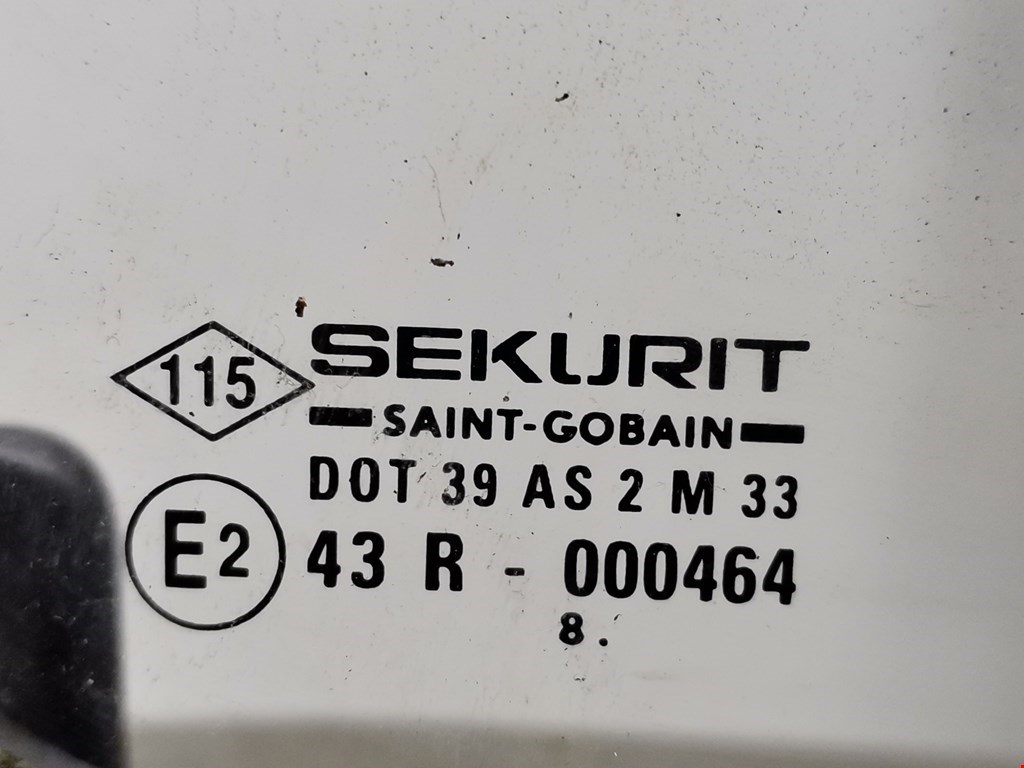 115 SEKURIT
SAINT-GOBAIN
DOT 39 AS 2 M 33
E2 43 R - 000464
8.